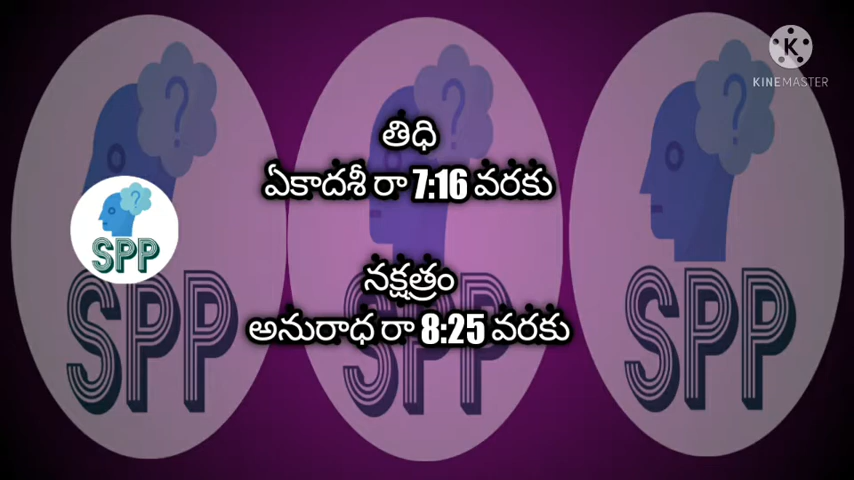 K
KINEMASTER
తిధి
ఏకాదశీ రా 7:16 వరకు
నక్షత్రం
అనురాధ రా 8:25 వరకు
SPP
SPP
SPP
SPP